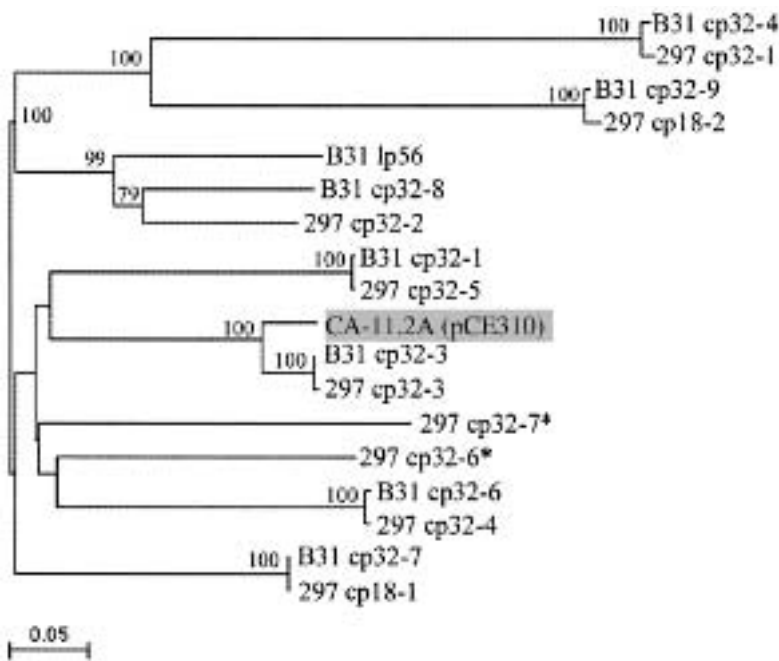 100 B31 cp32-4
297 cp32-1
100
100 B31 cp32-9
297 cp18-2
100
99 B31 lp56
B31 cp32-8
79
297 cp32-2
100 B31 cp32-1
297 cp32-5
CA-11.2A (pCE310)
100
100 B31 cp32-3
297 cp32-3
297 cp32-7*
297 cp32-6*
100 B31 cp32-6
297 cp32-4
100 B31 cp32-7
297 cp18-1
0.05